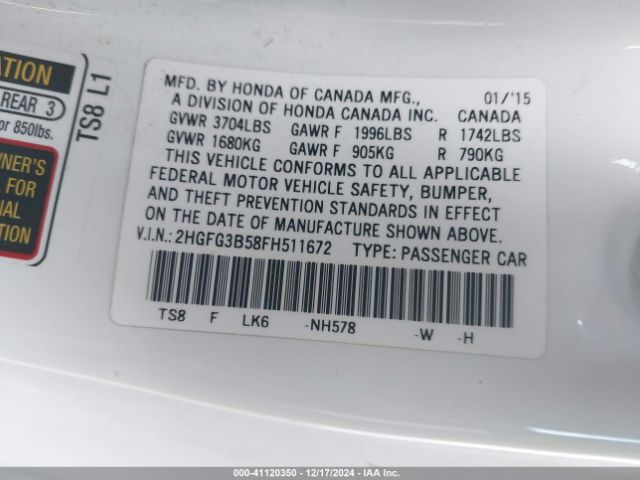 ATION
REAR 3
or 850lbs.
NER'S
L FOR
IAL
TION
TS8 L1
MFD. BY HONDA OF CANADA MFG., 01/'15
A DIVISION OF HONDA CANADA INC. CANADA
GVWR 3704LBS GAWR F 1996LBS R 1742LBS
GVWR 1680KG GAWR F 905KG R 790KG
THIS VEHICLE CONFORMS TO ALL APPLICABLE
FEDERAL MOTOR VEHICLE SAFETY, BUMPER,
AND THEFT PREVENTION STANDARDS IN EFFECT
ON THE DATE OF MANUFACTURE SHOWN ABOVE.
V.I.N.: 2HGFG3B58FH511672 TYPE: PASSENGER CAR
TS8 F LK6 -NH578 -W -H
000-41120350 - 12/17/2024 - IAA Inc.